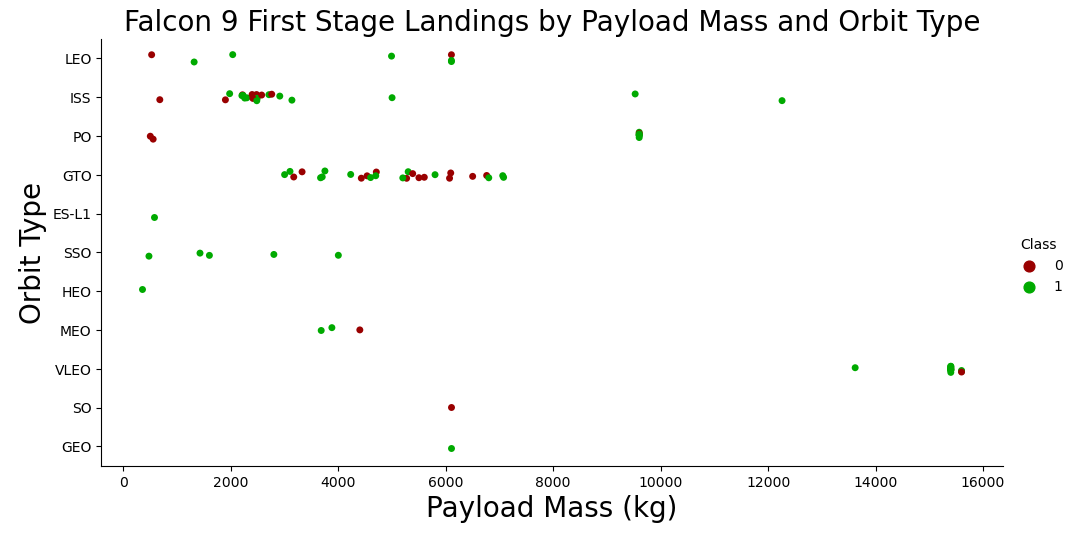 Falcon 9 First Stage Landings by Payload Mass and Orbit Type
Orbit Type
LEO
ISS
PO
GTO
ES-L1
SSO
HEO
MEO
VLEO
SO
GEO
0 2000 4000 6000 8000 10000 12000 14000 16000
Payload Mass (kg)
Class
0
1